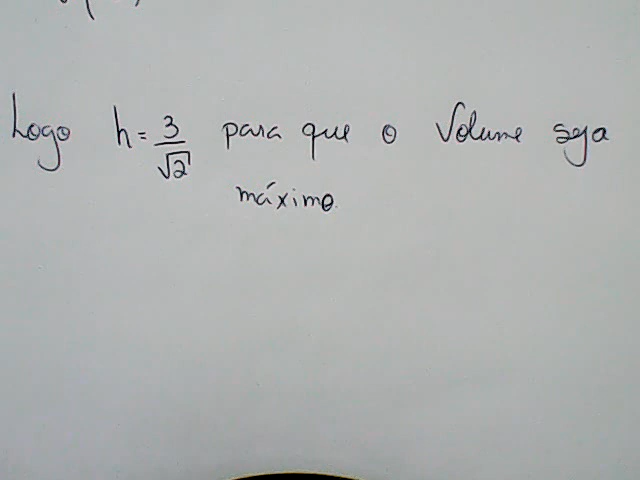 Logo h = 3/√2 para que o Volume seja
máximo.